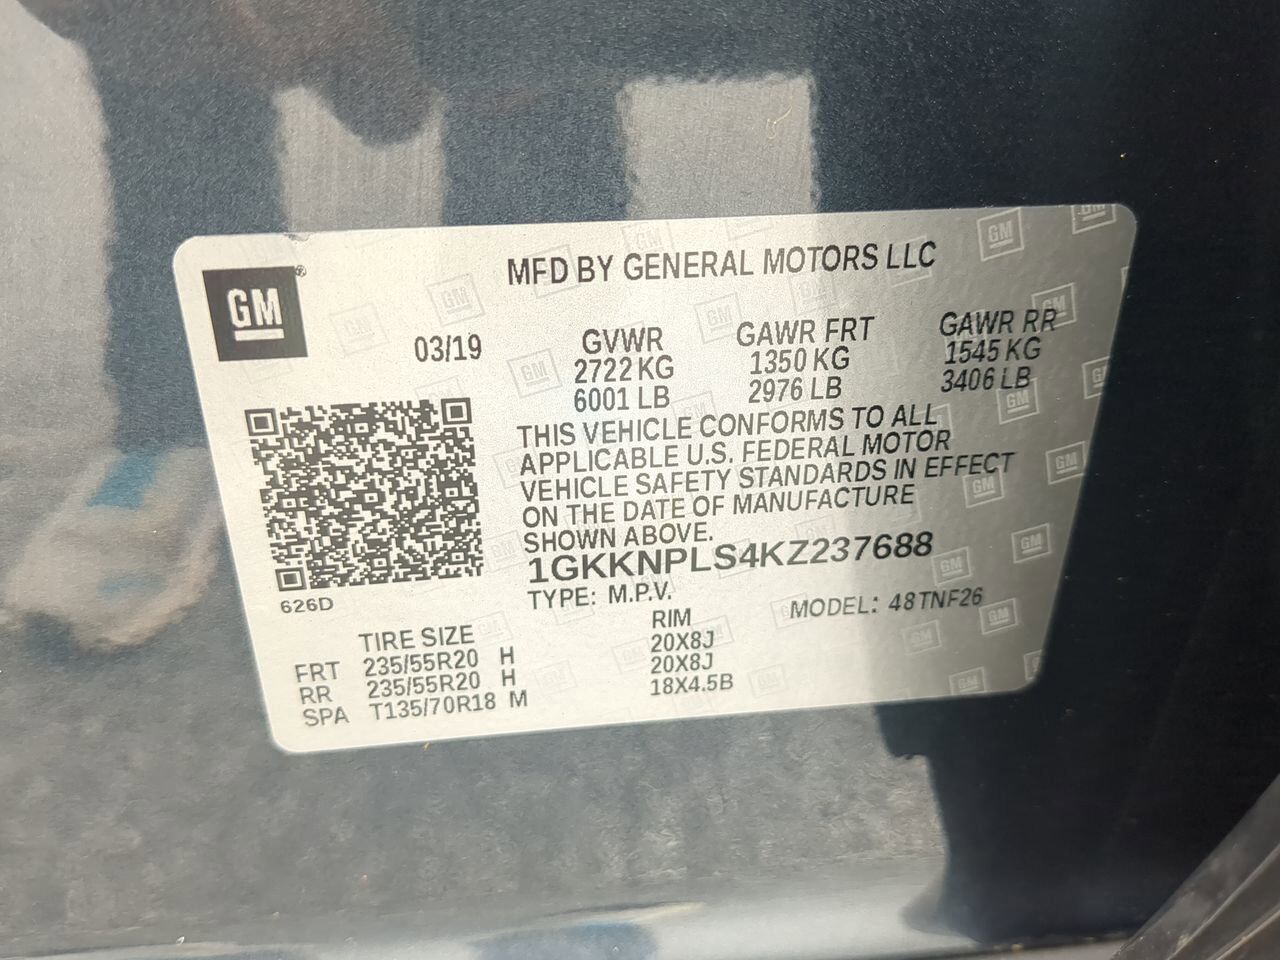 GM®
MFD BY GENERAL MOTORS LLC
03/19 GVWR GAWR FRT GAWR RR
2722 KG 1350 KG 1545 KG
6001 LB 2976 LB 3406 LB
THIS VEHICLE CONFORMS TO ALL
APPLICABLE U.S. FEDERAL MOTOR
VEHICLE SAFETY STANDARDS IN EFFECT
ON THE DATE OF MANUFACTURE
SHOWN ABOVE.
1GKKNPLS4KZ237688
626D TYPE: M.P.V. MODEL: 48TNF26
TIRE SIZE RIM
FRT 235/55R20 H 20X8J
RR 235/55R20 H 20X8J
SPA T135/70R18 M 18X4.5B